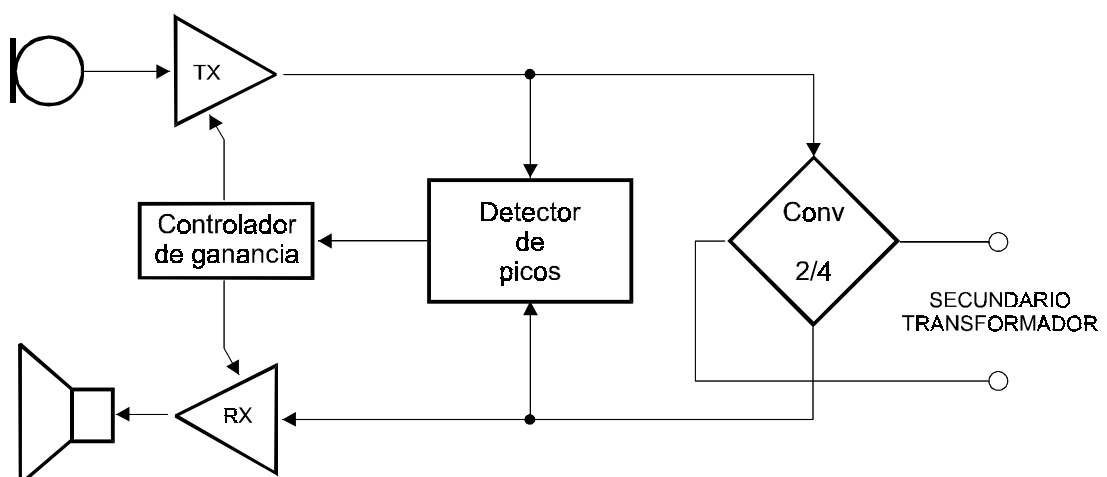 TX
Controlador
de ganancia
Detector
de
picos
Conv
2/4
SECUNDARIO
TRANSFORMADOR
RX